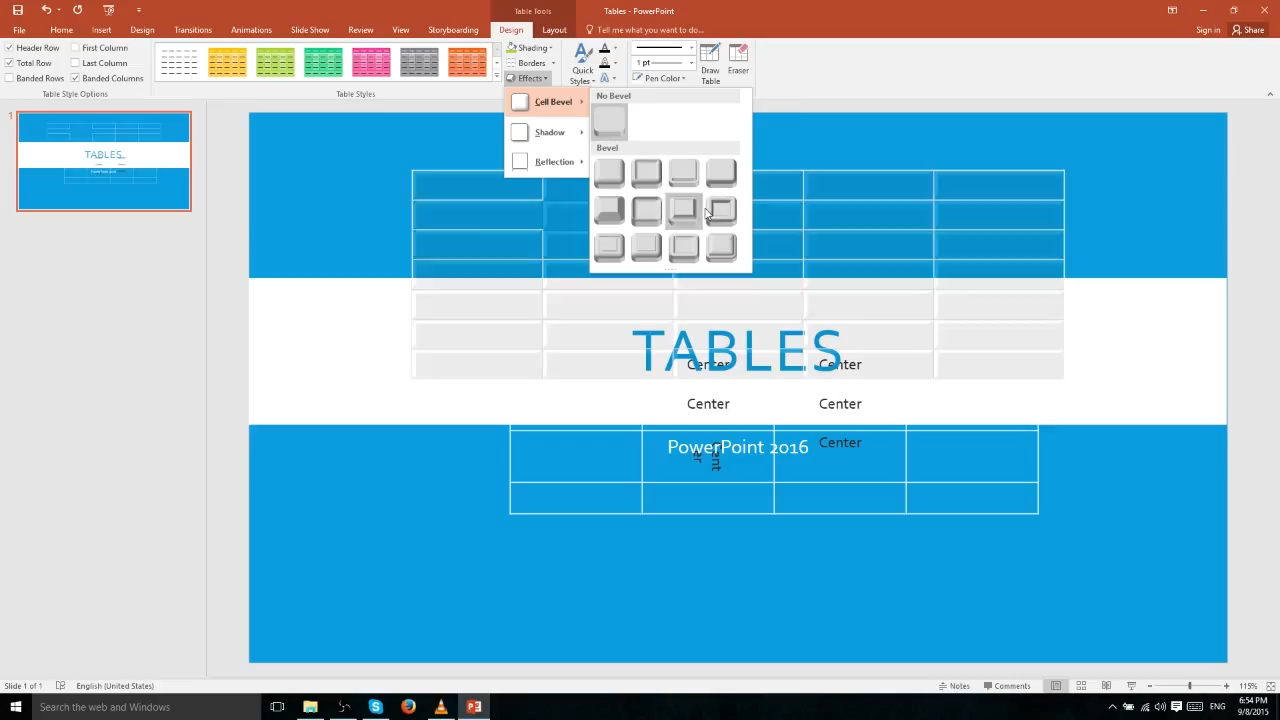 Table Tools
Tables - PowerPoint
File Home Insert Design Transitions Animations Slide Show Review View Storyboarding Design Layout Tell me what you want to do... Sign in Share
Header Row First Column
Total Row Last Column
Banded Rows Banded Columns
Table Style Options
Table Styles
Shading
Borders
Effects
Quick
Styles
1 pt
Pen Color
Draw
Table
Eraser
Cell Bevel
Shadow
Reflection
No Bevel
Bevel
1
TABLES
TABLES
Center Center
Center Center
PowerPoint 2016
Center
Cent
er
Slide 1 of 1 English (United States) Notes Comments 115%
Search the web and Windows
ENG
6:54 PM
9/8/2015